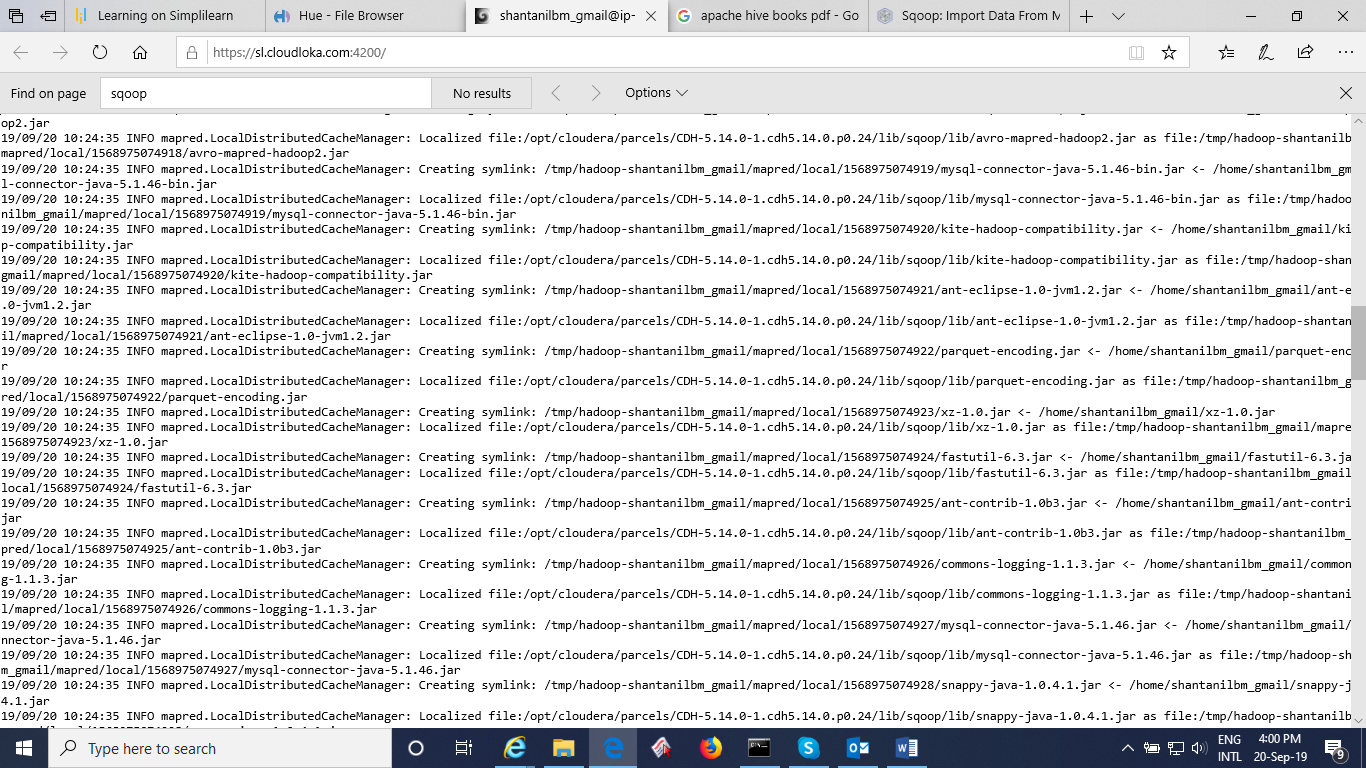 Learning on Simplilearn
Hue - File Browser
shantanilbm_gmail@ip-
apache hive books pdf - Go
Sqoop: Import Data From M
https://sl.cloudloka.com:4200/
Find on page
sqoop
No results
Options
op2.jar
19/09/20 10:24:35 INFO mapred.LocalDistributedCacheManager: Localized file:/opt/cloudera/parcels/CDH-5.14.0-1.cdh5.14.0.p0.24/lib/sqoop/lib/avro-mapred-hadoop2.jar as file:/tmp/hadoop-shantanilb
mapred/local/1568975074918/avro-mapred-hadoop2.jar
19/09/20 10:24:35 INFO mapred.LocalDistributedCacheManager: Creating symlink: /tmp/hadoop-shantanilbm_gmail/mapred/local/1568975074919/mysql-connector-java-5.1.46-bin.jar <- /home/shantanilbm_gm
l-connector-java-5.1.46-bin.jar
19/09/20 10:24:35 INFO mapred.LocalDistributedCacheManager: Localized file:/opt/cloudera/parcels/CDH-5.14.0-1.cdh5.14.0.p0.24/lib/sqoop/lib/mysql-connector-java-5.1.46-bin.jar as file:/tmp/hadoo
nilbm_gmail/mapred/local/1568975074919/mysql-connector-java-5.1.46-bin.jar
19/09/20 10:24:35 INFO mapred.LocalDistributedCacheManager: Creating symlink: /tmp/hadoop-shantanilbm_gmail/mapred/local/1568975074920/kite-hadoop-compatibility.jar <- /home/shantanilbm_gmail/ki
p-compatibility.jar
19/09/20 10:24:35 INFO mapred.LocalDistributedCacheManager: Localized file:/opt/cloudera/parcels/CDH-5.14.0-1.cdh5.14.0.p0.24/lib/sqoop/lib/kite-hadoop-compatibility.jar as file:/tmp/hadoop-shan
gmail/mapred/local/1568975074920/kite-hadoop-compatibility.jar
19/09/20 10:24:35 INFO mapred.LocalDistributedCacheManager: Creating symlink: /tmp/hadoop-shantanilbm_gmail/mapred/local/1568975074921/ant-eclipse-1.0-jvm1.2.jar <- /home/shantanilbm_gmail/ant-e
.0-jvm1.2.jar
19/09/20 10:24:35 INFO mapred.LocalDistributedCacheManager: Localized file:/opt/cloudera/parcels/CDH-5.14.0-1.cdh5.14.0.p0.24/lib/sqoop/lib/ant-eclipse-1.0-jvm1.2.jar as file:/tmp/hadoop-shantan
il/mapred/local/1568975074921/ant-eclipse-1.0-jvm1.2.jar
19/09/20 10:24:35 INFO mapred.LocalDistributedCacheManager: Creating symlink: /tmp/hadoop-shantanilbm_gmail/mapred/local/1568975074922/parquet-encoding.jar <- /home/shantanilbm_gmail/parquet-enc
r
19/09/20 10:24:35 INFO mapred.LocalDistributedCacheManager: Localized file:/opt/cloudera/parcels/CDH-5.14.0-1.cdh5.14.0.p0.24/lib/sqoop/lib/parquet-encoding.jar as file:/tmp/hadoop-shantanilbm_g
red/local/1568975074922/parquet-encoding.jar
19/09/20 10:24:35 INFO mapred.LocalDistributedCacheManager: Creating symlink: /tmp/hadoop-shantanilbm_gmail/mapred/local/1568975074923/xz-1.0.jar <- /home/shantanilbm_gmail/xz-1.0.jar
19/09/20 10:24:35 INFO mapred.LocalDistributedCacheManager: Localized file:/opt/cloudera/parcels/CDH-5.14.0-1.cdh5.14.0.p0.24/lib/sqoop/lib/xz-1.0.jar as file:/tmp/hadoop-shantanilbm_gmail/mapre
1568975074923/xz-1.0.jar
19/09/20 10:24:35 INFO mapred.LocalDistributedCacheManager: Creating symlink: /tmp/hadoop-shantanilbm_gmail/mapred/local/1568975074924/fastutil-6.3.jar <- /home/shantanilbm_gmail/fastutil-6.3.ja
19/09/20 10:24:35 INFO mapred.LocalDistributedCacheManager: Localized file:/opt/cloudera/parcels/CDH-5.14.0-1.cdh5.14.0.p0.24/lib/sqoop/lib/fastutil-6.3.jar as file:/tmp/hadoop-shantanilbm_gmail
local/1568975074924/fastutil-6.3.jar
19/09/20 10:24:35 INFO mapred.LocalDistributedCacheManager: Creating symlink: /tmp/hadoop-shantanilbm_gmail/mapred/local/1568975074925/ant-contrib-1.0b3.jar <- /home/shantanilbm_gmail/ant-contri
jar
19/09/20 10:24:35 INFO mapred.LocalDistributedCacheManager: Localized file:/opt/cloudera/parcels/CDH-5.14.0-1.cdh5.14.0.p0.24/lib/sqoop/lib/ant-contrib-1.0b3.jar as file:/tmp/hadoop-shantanilbm_
pred/local/1568975074925/ant-contrib-1.0b3.jar
19/09/20 10:24:35 INFO mapred.LocalDistributedCacheManager: Creating symlink: /tmp/hadoop-shantanilbm_gmail/mapred/local/1568975074926/commons-logging-1.1.3.jar <- /home/shantanilbm_gmail/common
g-1.1.3.jar
19/09/20 10:24:35 INFO mapred.LocalDistributedCacheManager: Localized file:/opt/cloudera/parcels/CDH-5.14.0-1.cdh5.14.0.p0.24/lib/sqoop/lib/commons-logging-1.1.3.jar as file:/tmp/hadoop-shantani
l/mapred/local/1568975074926/commons-logging-1.1.3.jar
19/09/20 10:24:35 INFO mapred.LocalDistributedCacheManager: Creating symlink: /tmp/hadoop-shantanilbm_gmail/mapred/local/1568975074927/mysql-connector-java-5.1.46.jar <- /home/shantanilbm_gmail/
nnector-java-5.1.46.jar
19/09/20 10:24:35 INFO mapred.LocalDistributedCacheManager: Localized file:/opt/cloudera/parcels/CDH-5.14.0-1.cdh5.14.0.p0.24/lib/sqoop/lib/mysql-connector-java-5.1.46.jar as file:/tmp/hadoop-sh
m_gmail/mapred/local/1568975074927/mysql-connector-java-5.1.46.jar
19/09/20 10:24:35 INFO mapred.LocalDistributedCacheManager: Creating symlink: /tmp/hadoop-shantanilbm_gmail/mapred/local/1568975074928/snappy-java-1.0.4.1.jar <- /home/shantanilbm_gmail/snappy-j
4.1.jar
19/09/20 10:24:35 INFO mapred.LocalDistributedCacheManager: Localized file:/opt/cloudera/parcels/CDH-5.14.0-1.cdh5.14.0.p0.24/lib/sqoop/lib/snappy-java-1.0.4.1.jar as file:/tmp/hadoop-shantanilb
Type here to search
ENG
INTL
4:00 PM
20-Sep-19
9